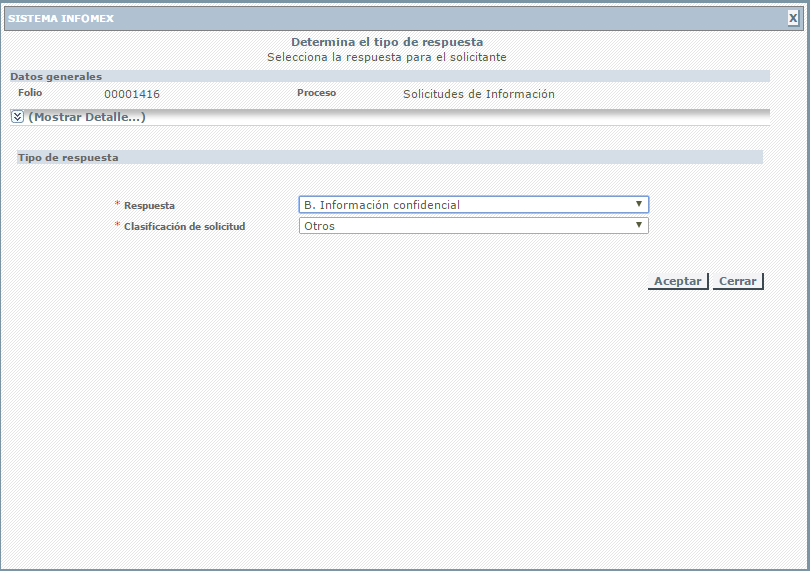 SISTEMA INFOMEX X
Determina el tipo de respuesta
Selecciona la respuesta para el solicitante
Datos generales
Folio 00001416 Proceso Solicitudes de Información
(Mostrar Detalle...)
Tipo de respuesta
* Respuesta B. Información confidencial
* Clasificación de solicitud Otros
Aceptar Cerrar